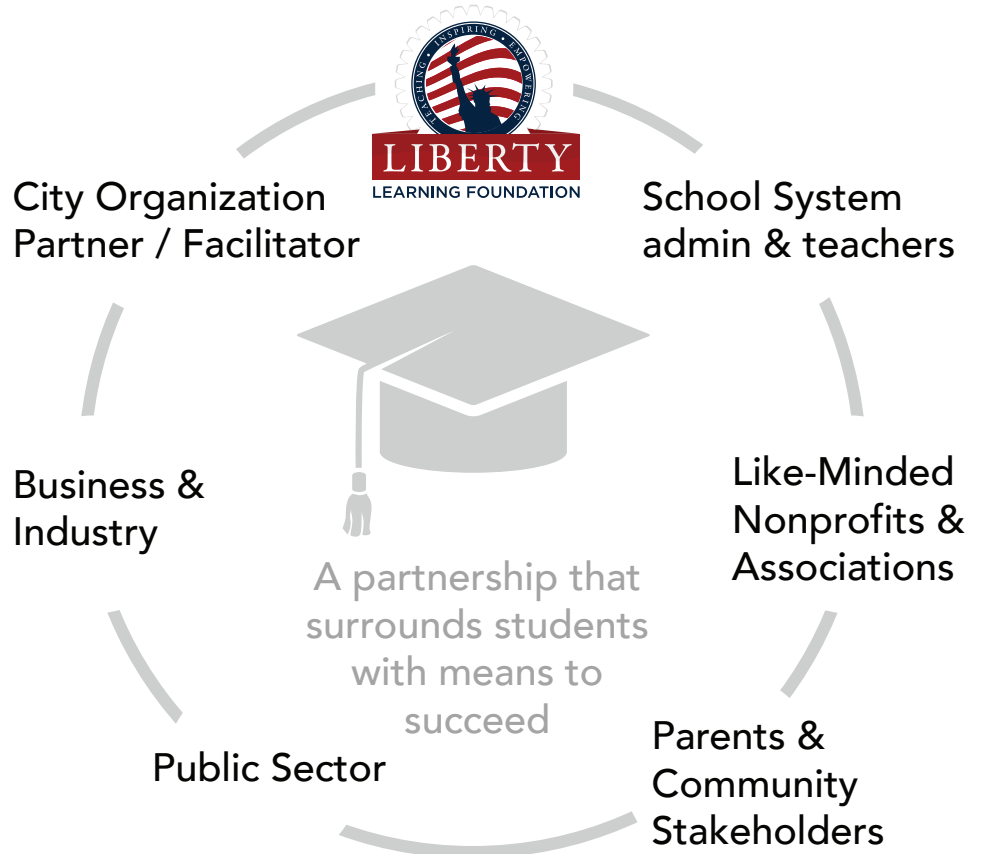 TEACHING • INSPIRING • EMPOWERING
LIBERTY
LEARNING FOUNDATION
City Organization
Partner / Facilitator
School System
admin & teachers
Business &
Industry
Like-Minded
Nonprofits &
Associations
A partnership that
surrounds students
with means to
succeed
Public Sector
Parents &
Community
Stakeholders